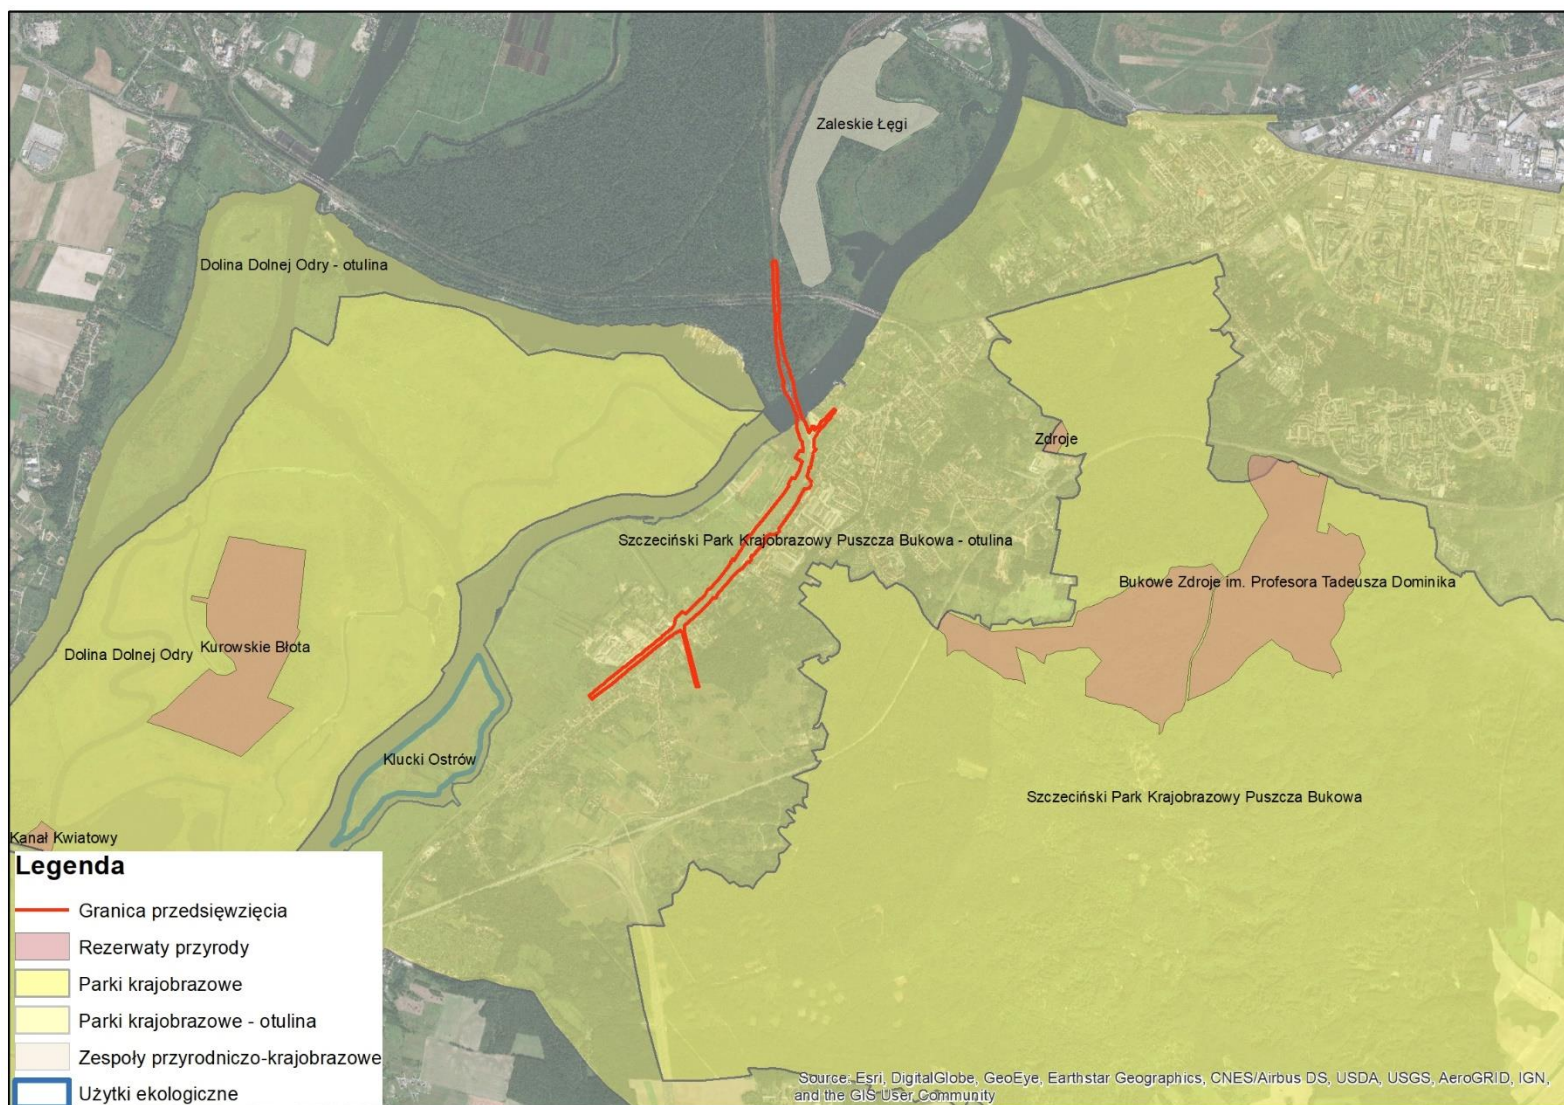 Zaleskie Łęgi
Dolina Dolnej Odry - otulina
Zdroje
Szczeciński Park Krajobrazowy Puszcza Bukowa - otulina
Bukowe Zdroje im. Profesora Tadeusza Dominika
Kurowskie Błota
Dolina Dolnej Odry
Klucki Ostrów
Szczeciński Park Krajobrazowy Puszcza Bukowa
Kanał Kwiatowy
Legenda
Granica przedsięwzięcia
Rezerwaty przyrody
Parki krajobrazowe
Parki krajobrazowe - otulina
Zespoły przyrodniczo-krajobrazowe
Użytki ekologiczne
Source: Esri, DigitalGlobe, GeoEye, Earthstar Geographics, CNES/Airbus DS, USDA, USGS, AeroGRID, IGN,
and the GIS User Community